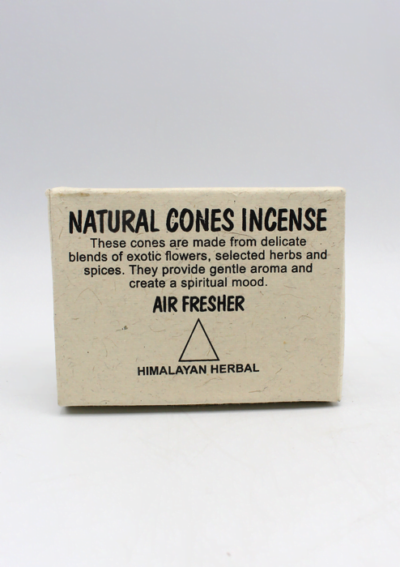 NATURAL CONES INCENSE
These cones are made from delicate
blends of exotic flowers, selected herbs and
spices. They provide gentle aroma and
create a spiritual mood.
AIR FRESHER
HIMALAYAN HERBAL